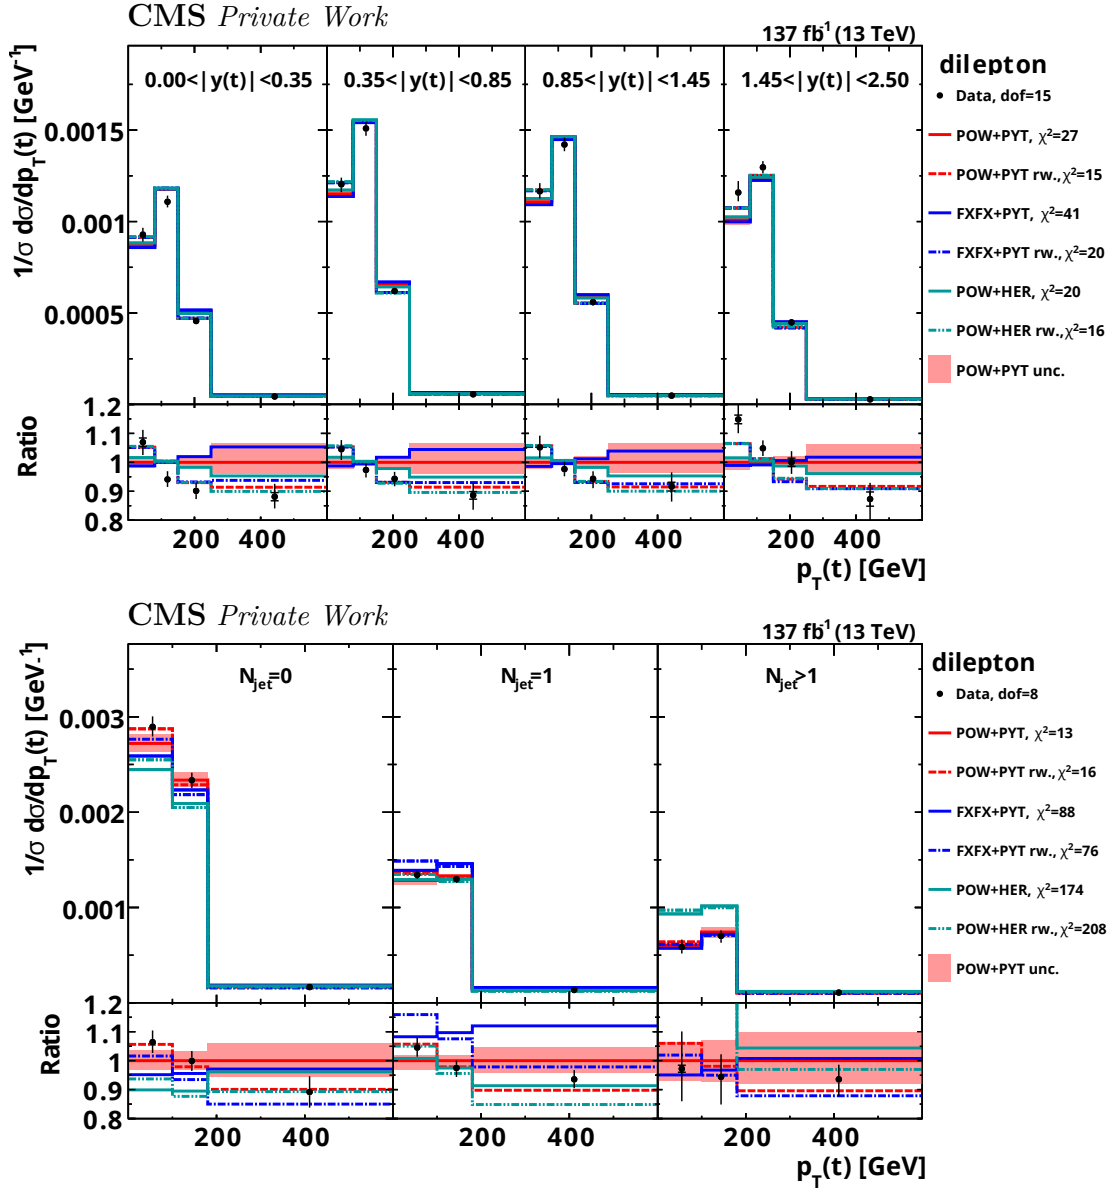 CMS Private Work
137 fb⁻¹ (13 TeV)
1/σ dσ/dp_T(t) [GeV⁻¹]
0.00<|y(t)|<0.35
0.35<|y(t)|<0.85
0.85<|y(t)|<1.45
1.45<|y(t)|<2.50
dilepton
Data, dof=15
POW+PYT, χ²=27
POW+PYT rw.,χ²=15
FXFX+PYT, χ²=41
FXFX+PYT rw.,χ²=20
POW+HER, χ²=20
POW+HER rw.,χ²=16
POW+PYT unc.
0.0015
0.001
0.0005
Ratio
1.2
1.1
1
0.9
0.8
200 400 200 400 200 400 200 400
p_T(t) [GeV]
CMS Private Work
137 fb⁻¹ (13 TeV)
1/σ dσ/dp_T(t) [GeV⁻¹]
N_jet=0
N_jet=1
N_jet>1
dilepton
Data, dof=8
POW+PYT, χ²=13
POW+PYT rw.,χ²=16
FXFX+PYT, χ²=88
FXFX+PYT rw., χ²=76
POW+HER, χ²=174
POW+HER rw., χ²=208
POW+PYT unc.
0.003
0.002
0.001
Ratio
1.2
1.1
1
0.9
0.8
200 400 200 400 200 400
p_T(t) [GeV]